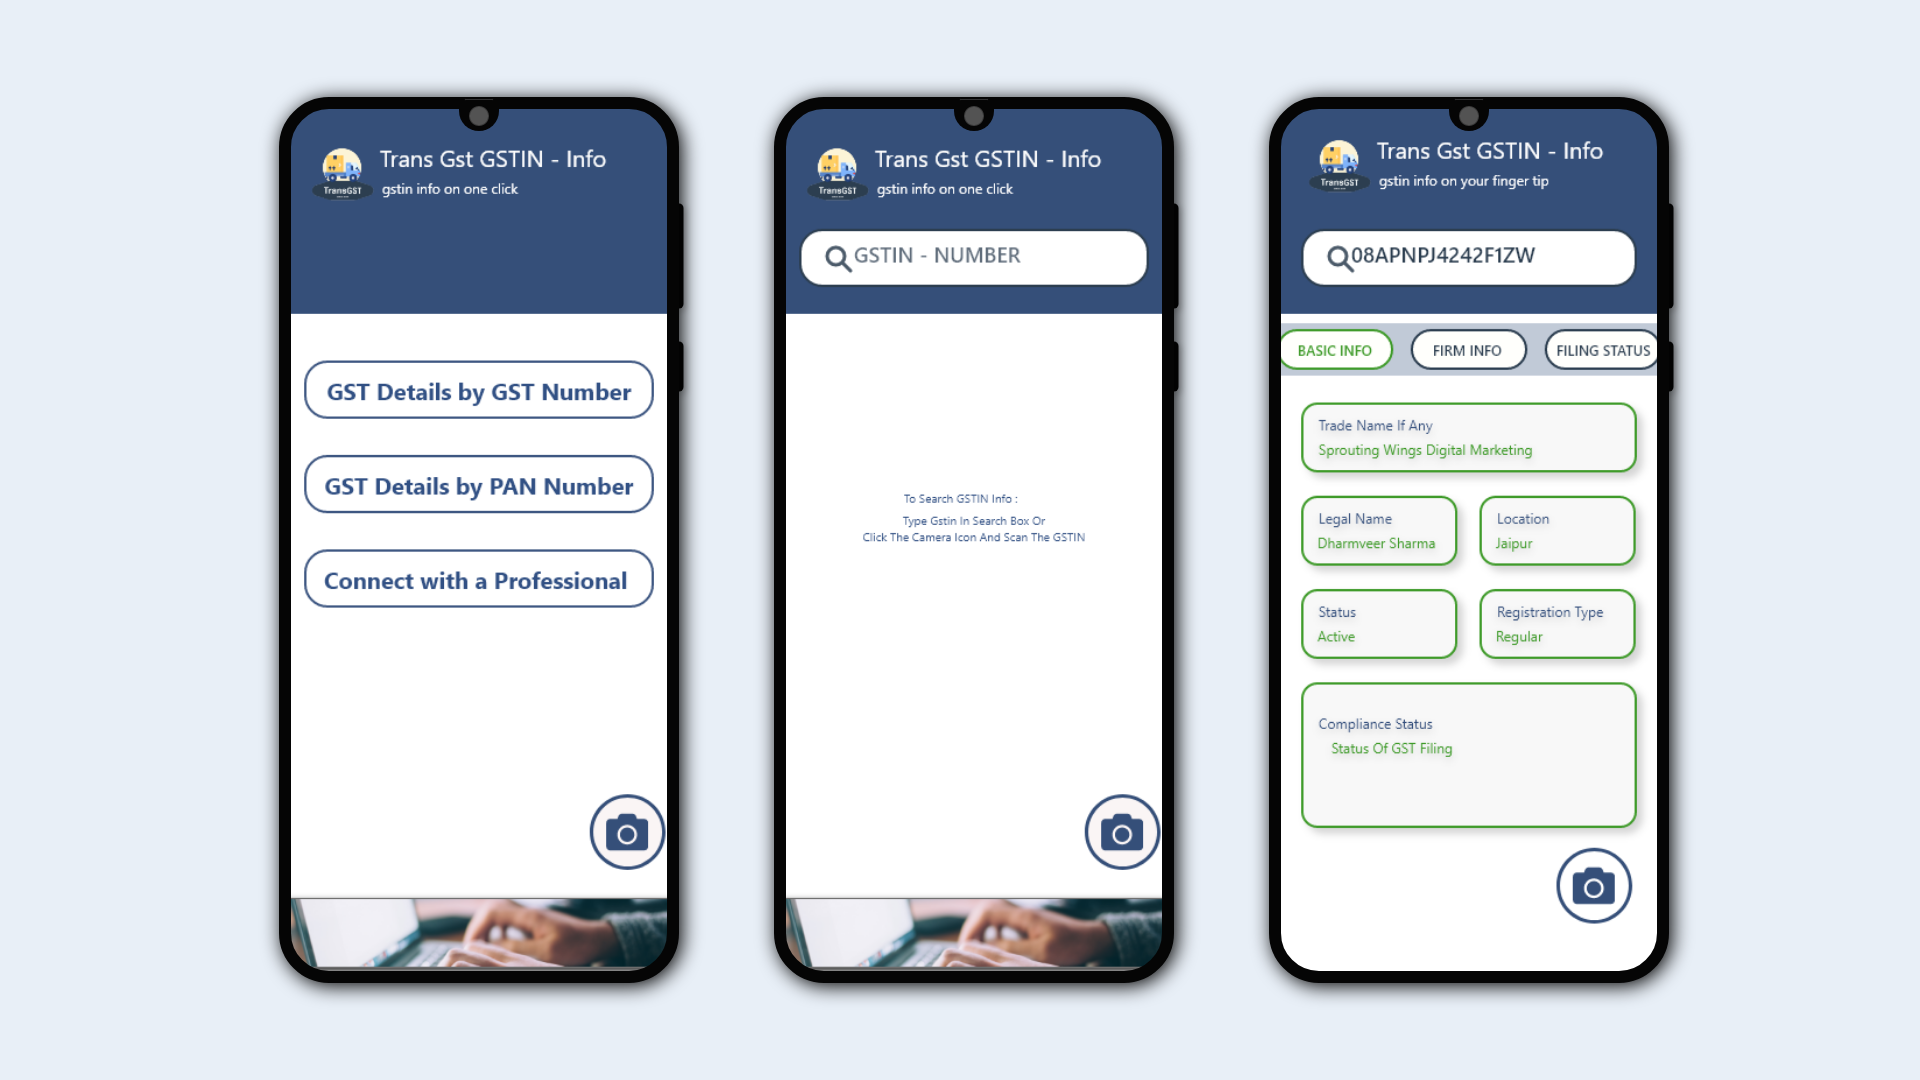 Trans Gst GSTIN - Info
TransGST
gstin info on one click
GST Details by GST Number
GST Details by PAN Number
Connect with a Professional
Trans Gst GSTIN - Info
TransGST
gstin info on one click
GSTIN - NUMBER
To Search GSTIN Info :
Type Gstin In Search Box Or
Click The Camera Icon And Scan The GSTIN
Trans Gst GSTIN - Info
TransGST
gstin info on your finger tip
08APNPJ4242F1ZW
BASIC INFO FIRM INFO FILING STATUS
Trade Name If Any
Sprouting Wings Digital Marketing
Legal Name
Dharmveer Sharma
Location
Jaipur
Status
Active
Registration Type
Regular
Compliance Status
Status Of GST Filing